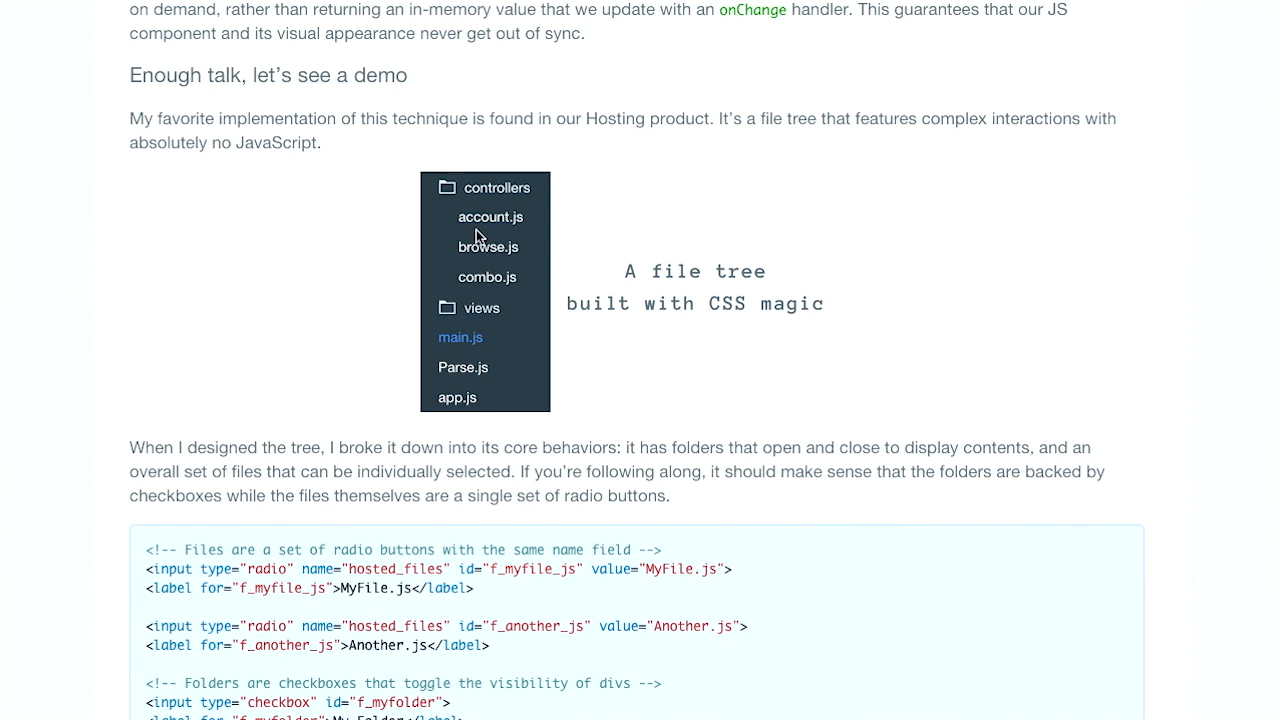 on demand, rather than returning an in-memory value that we update with an onChange handler. This guarantees that our JS
component and its visual appearance never get out of sync.
Enough talk, let's see a demo
My favorite implementation of this technique is found in our Hosting product. It's a file tree that features complex interactions with
absolutely no JavaScript.
controllers
account.js
browse.js
combo.js
views
main.js
Parse.js
app.js
A file tree
built with CSS magic
When I designed the tree, I broke it down into its core behaviors: it has folders that open and close to display contents, and an
overall set of files that can be individually selected. If you're following along, it should make sense that the folders are backed by
checkboxes while the files themselves are a single set of radio buttons.
<!-- Files are a set of radio buttons with the same name field -->
<input type="radio" name="hosted_files" id="f_myfile_js" value="MyFile.js">
<label for="f_myfile_js">MyFile.js</label>
<input type="radio" name="hosted_files" id="f_another_js" value="Another.js">
<label for="f_another_js">Another.js</label>
<!-- Folders are checkboxes that toggle the visibility of divs -->
<input type="checkbox" id="f_myfolder">
<label for="f_myfolder">My Folder</label>